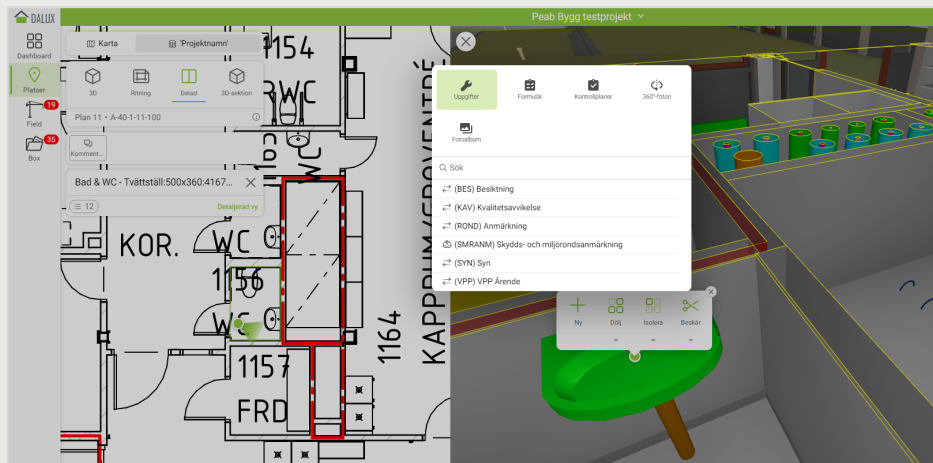 DALUX
Peab Bygg testprojekt
Dashboard
Platser
19
Field
35
Box
Karta
'Projektnamn'
3D
Ritning
Delad
3D-sektion
Plan 11 • A-40-1-11-100
Komment...
Bad & WC - Tvättställ:500x360:4167...
12
Detaljerad vy
1154
RWC
WC
KOR.
WC
1156
WC
1157
FRD
1164
KAPPRUM/GROVENTRÉ
Uppgifter
Formulär
Kontrollplaner
360°-foton
Fotoalbum
Sök
(BES) Besiktning
(KAV) Kvalitetsavvikelse
(ROND) Anmärkning
(SMRANM) Skydds- och miljörondsanmärkning
(SYN) Syn
(VPP) VPP Ärende
Ny
Dölj
Isolera
Beskär